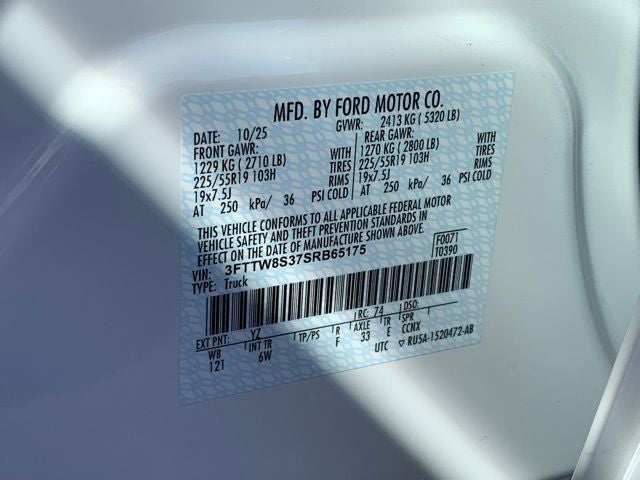 MFD. BY FORD MOTOR CO.
DATE: 10/25 GVWR: 2413 KG ( 5320 LB)
FRONT GAWR: WITH REAR GAWR: WITH
1229 KG ( 2710 LB) TIRES 1270 KG ( 2800 LB) TIRES
225/55R19 103H RIMS 225/55R19 103H RIMS
19x7.5J 19x7.5J
AT 250 kPa/ 36 PSI COLD AT 250 kPa/ 36 PSI COLD
THIS VEHICLE CONFORMS TO ALL APPLICABLE FEDERAL MOTOR
VEHICLE SAFETY AND THEFT PREVENTION STANDARDS IN
EFFECT ON THE DATE OF MANUFACTURE SHOWN ABOVE.
VIN: 3FTTW8S37SRB65175 F0071
TYPE: Truck T0390
EXT PNT: YZ RC: 74 DSO:
WB INT TR TP/PS R AXLE TR SPR
121 6W F 33 E CCNX
UTC ▽ RU5A-1520472-AB